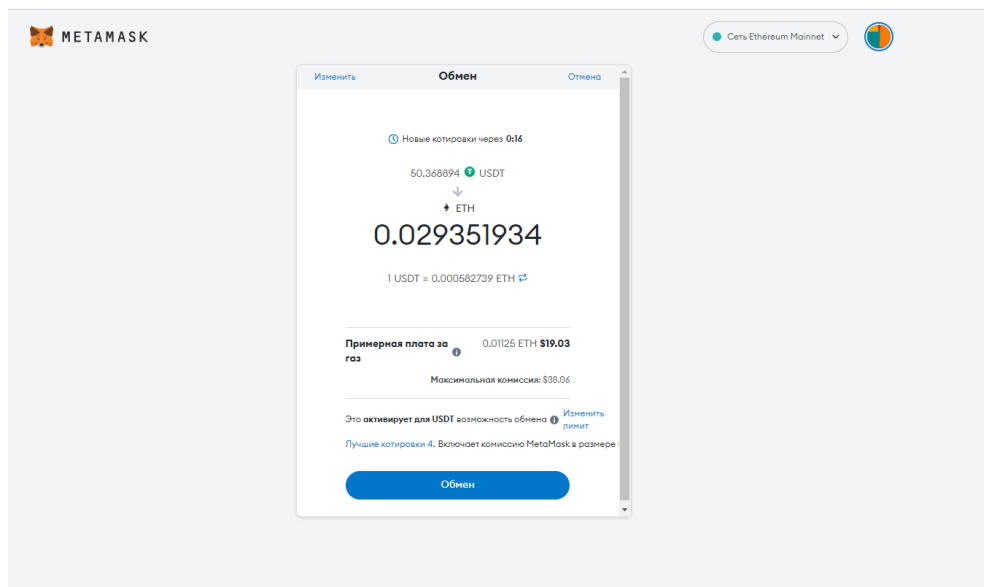 METAMASK
Сеть Ethereum Mainnet
Изменить Обмен Отмена
Новые котировки через 0:16
50.368894 USDT
ETH
0.029351934
1 USDT = 0.000582739 ETH
Примерная плата за газ 0.01125 ETH $19.03
Максимальная комиссия: $38.06
Это активирует для USDT возможность обмена Изменить лимит
Лучшие котировки 4. Включает комиссию MetaMask в размере
Обмен